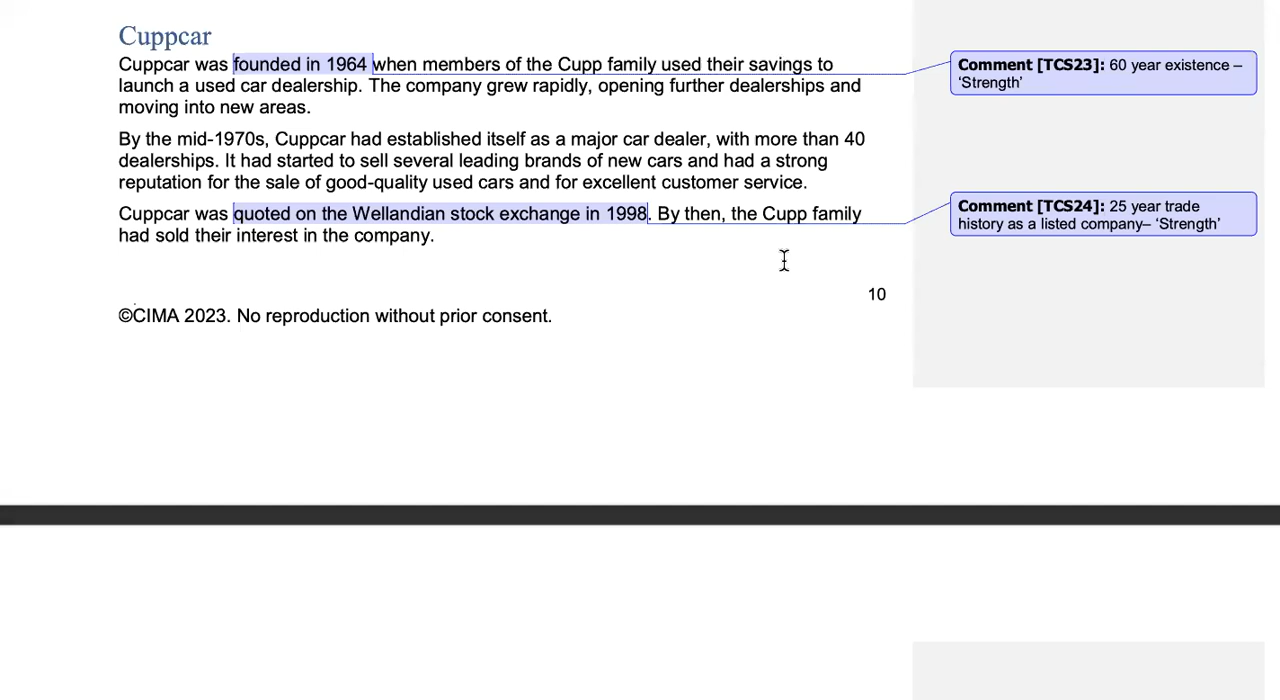 Cuppcar
Cuppcar was founded in 1964 when members of the Cupp family used their savings to
launch a used car dealership. The company grew rapidly, opening further dealerships and
moving into new areas.
Comment [TCS23]: 60 year existence –
‘Strength’
By the mid-1970s, Cuppcar had established itself as a major car dealer, with more than 40
dealerships. It had started to sell several leading brands of new cars and had a strong
reputation for the sale of good-quality used cars and for excellent customer service.
Cuppcar was quoted on the Wellandian stock exchange in 1998. By then, the Cupp family
had sold their interest in the company.
Comment [TCS24]: 25 year trade
history as a listed company– ‘Strength’
10
©CIMA 2023. No reproduction without prior consent.